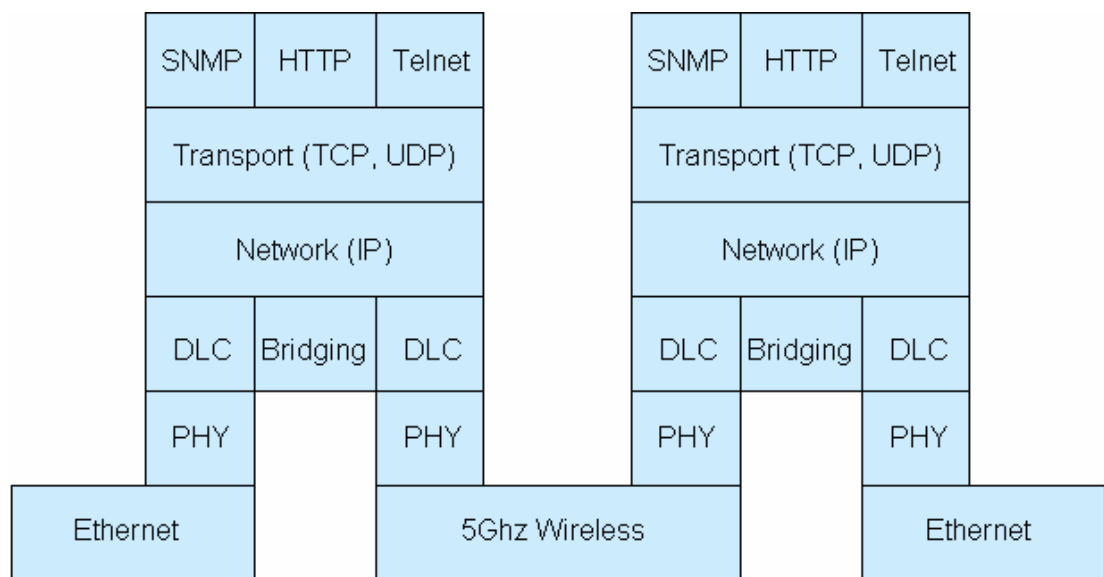 SNMP HTTP Telnet SNMP HTTP Telnet
Transport (TCP, UDP) Transport (TCP, UDP)
Network (IP) Network (IP)
DLC Bridging DLC DLC Bridging DLC
PHY PHY PHY PHY
Ethernet 5Ghz Wireless Ethernet